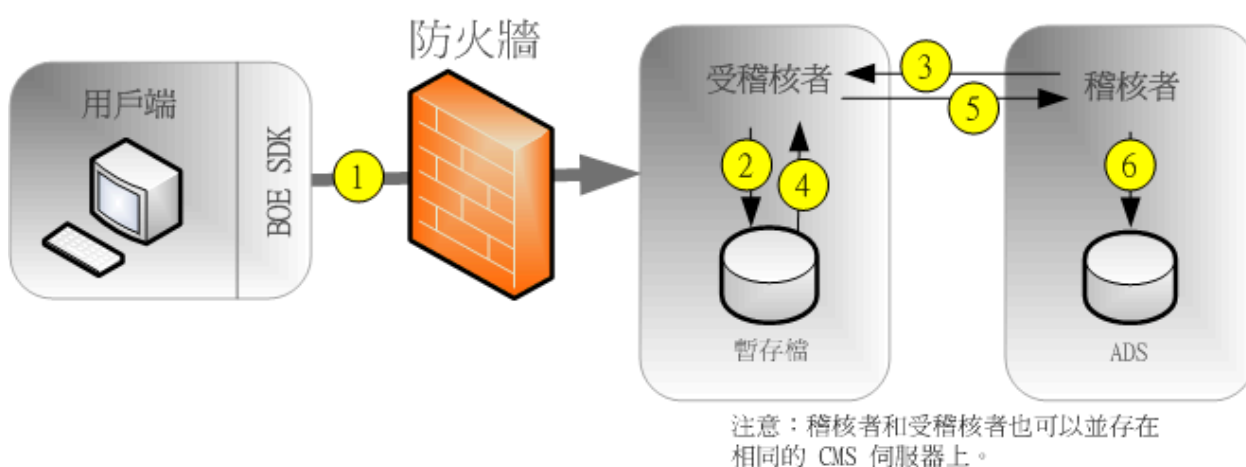 防火牆
用戶端
BOE SDK
1
受稽核者
稽核者
3
5
2
4
6
暫存檔
ADS
注意：稽核者和受稽核者也可以並存在
相同的 CMS 伺服器上。